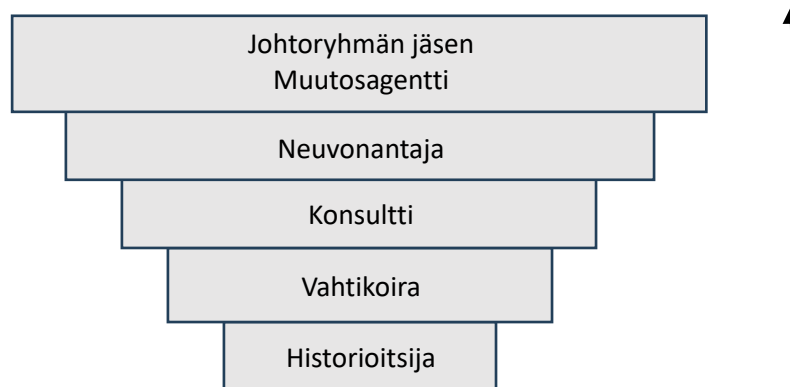 Johtoryhmän jäsen
Muutosagentti
Neuvonantaja
Konsultti
Vahtikoira
Historioitsija